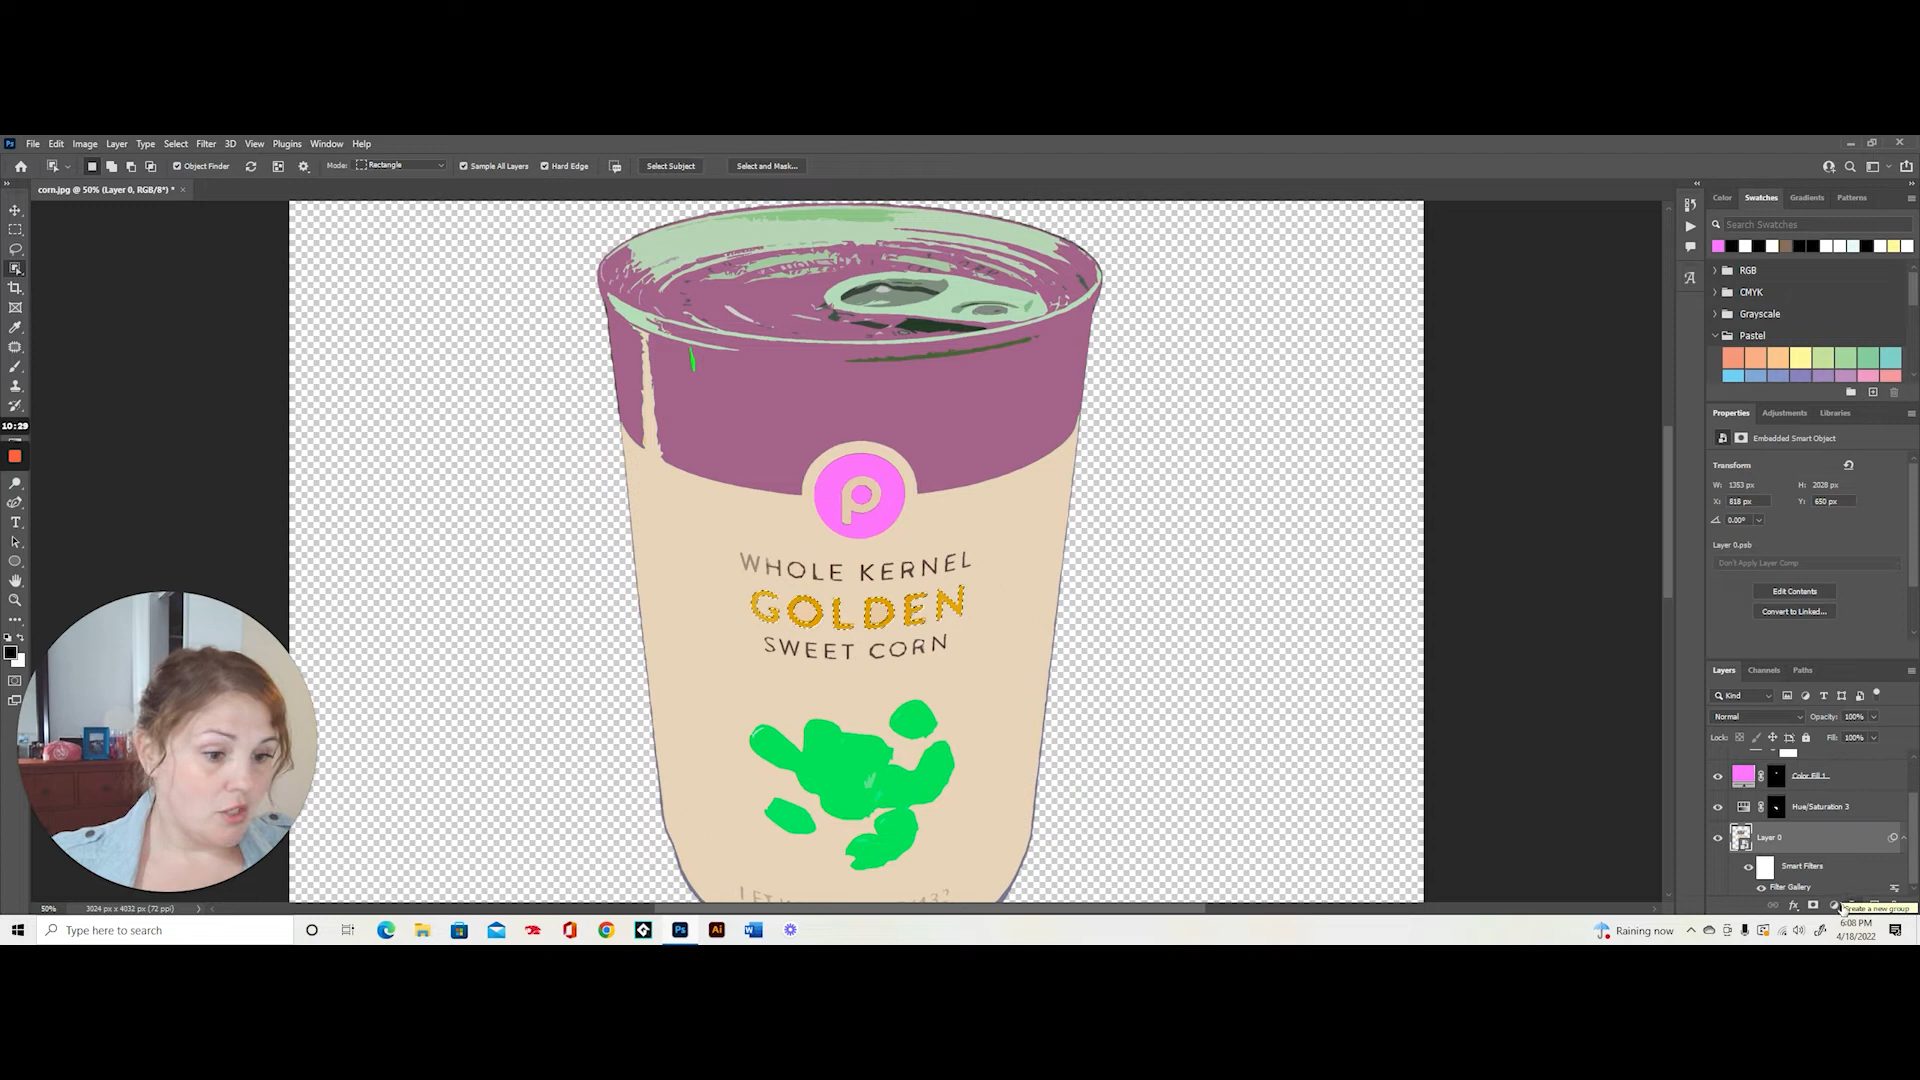 Ps File Edit Image Layer Type Select Filter 3D View Plugins Window Help
Object Finder Mode: Rectangle Sample All Layers Hard Edge Select Subject Select and Mask...
corn.jpg @ 50% (Layer 0, RGB/8*) * ×
Color Swatches Gradients Patterns
Search Swatches
RGB
CMYK
Grayscale
Pastel
Properties Adjustments Libraries
Embedded Smart Object
Transform
W: 1353 px H: 2028 px
X: 818 px Y: 650 px
0.00°
Layer 0.psb
Don't Apply Layer Comp
Edit Contents
Convert to Linked...
Layers Channels Paths
Kind
Normal Opacity: 100%
Lock: Fill: 100%
Color Fill 1
Hue/Saturation 3
Layer 0
Smart Filters
Filter Gallery
fx
Create a new group
10:29
P
WHOLE KERNEL
GOLDEN
SWEET CORN
50% 3024 px x 4032 px (72 ppi)
Type here to search
Ps Ai W
Raining now
6:08 PM
4/18/2022